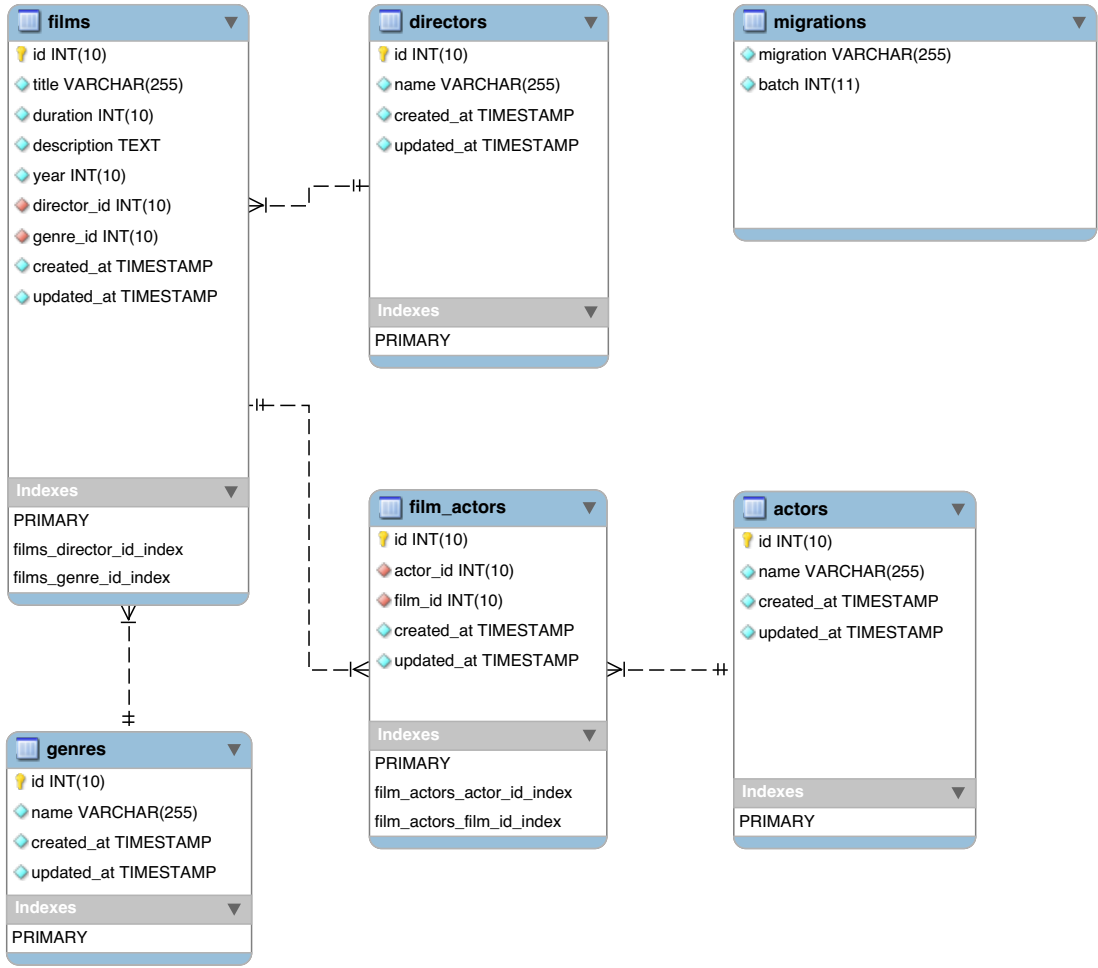 films
id INT(10)
title VARCHAR(255)
duration INT(10)
description TEXT
year INT(10)
director_id INT(10)
genre_id INT(10)
created_at TIMESTAMP
updated_at TIMESTAMP
Indexes
PRIMARY
films_director_id_index
films_genre_id_index
directors
id INT(10)
name VARCHAR(255)
created_at TIMESTAMP
updated_at TIMESTAMP
Indexes
PRIMARY
migrations
migration VARCHAR(255)
batch INT(11)
film_actors
id INT(10)
actor_id INT(10)
film_id INT(10)
created_at TIMESTAMP
updated_at TIMESTAMP
Indexes
PRIMARY
film_actors_actor_id_index
film_actors_film_id_index
actors
id INT(10)
name VARCHAR(255)
created_at TIMESTAMP
updated_at TIMESTAMP
Indexes
PRIMARY
genres
id INT(10)
name VARCHAR(255)
created_at TIMESTAMP
updated_at TIMESTAMP
Indexes
PRIMARY